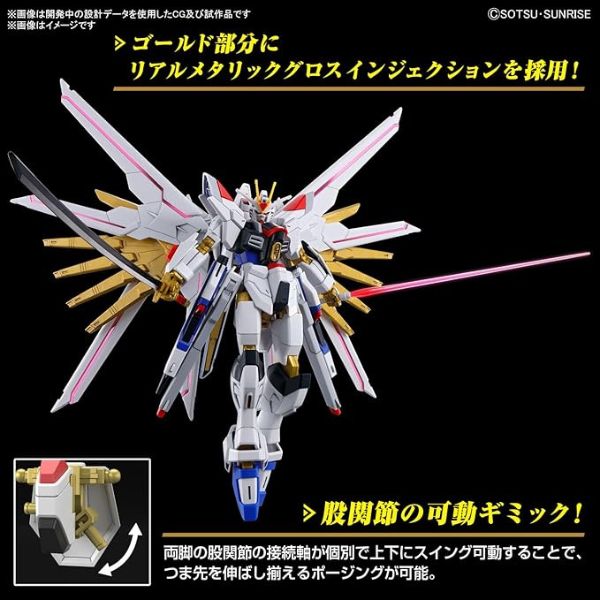 ※画像は開発中の設計データを使用したCG及び試作品です
※画像はイメージです
©SOTSU・SUNRISE
ゴールド部分に
リアルメタリックグロスインジェクションを採用!
股関節の可動ギミック!
両脚の股関節の接続軸が個別で上下にスイング可動することで、
つま先を伸ばし揃えるポージングが可能。